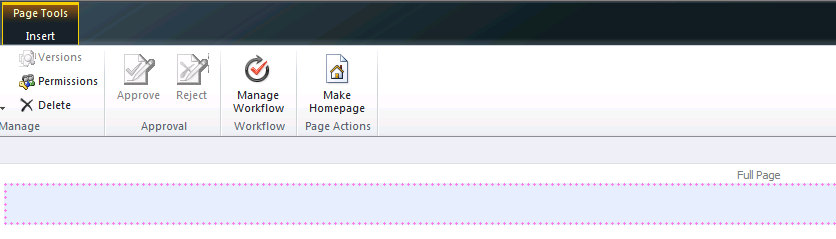 Page Tools
Insert
Versions
Permissions
Delete
Manage
Approve
Reject
Approval
Manage
Workflow
Workflow
Make
Homepage
Page Actions
Full Page